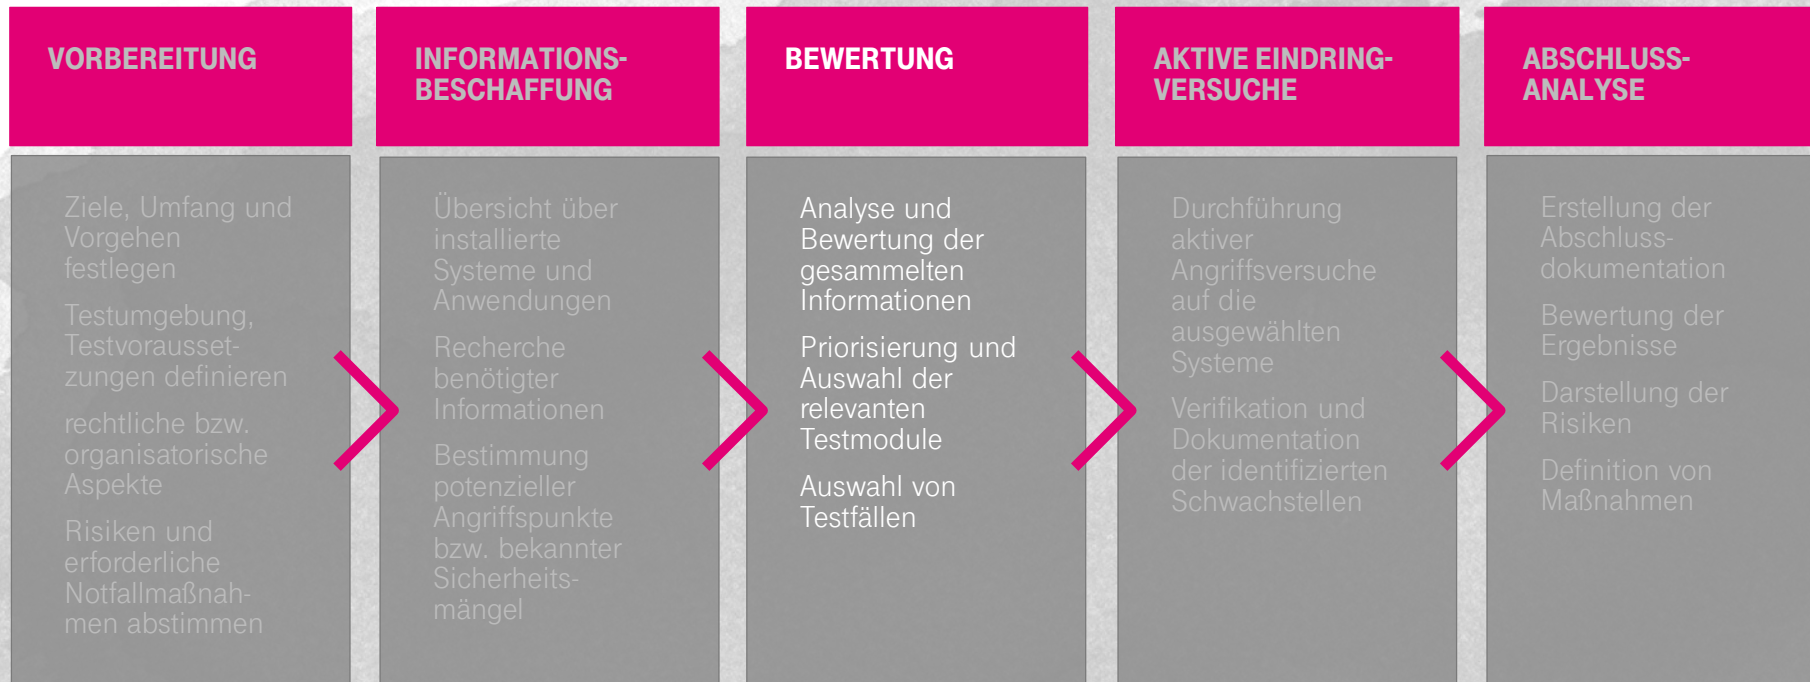 VORBEREITUNG
Ziele, Umfang und
Vorgehen
festlegen
Testumgebung,
Testvorausset-
zungen definieren
rechtliche bzw.
organisatorische
Aspekte
Risiken und
erforderliche
Notfallmaßnah-
men abstimmen
INFORMATIONS-
BESCHAFFUNG
Übersicht über
installierte
Systeme und
Anwendungen
Recherche
benötigter
Informationen
Bestimmung
potenzieller
Angriffspunkte
bzw. bekannter
Sicherheits-
mängel
BEWERTUNG
Analyse und
Bewertung der
gesammelten
Informationen
Priorisierung und
Auswahl der
relevanten
Testmodule
Auswahl von
Testfällen
AKTIVE EINDRING-
VERSUCHE
Durchführung
aktiver
Angriffsversuche
auf die
ausgewählten
Systeme
Verifikation und
Dokumentation
der identifizierten
Schwachstellen
ABSCHLUSS-
ANALYSE
Erstellung der
Abschluss-
dokumentation
Bewertung der
Ergebnisse
Darstellung der
Risiken
Definition von
Maßnahmen